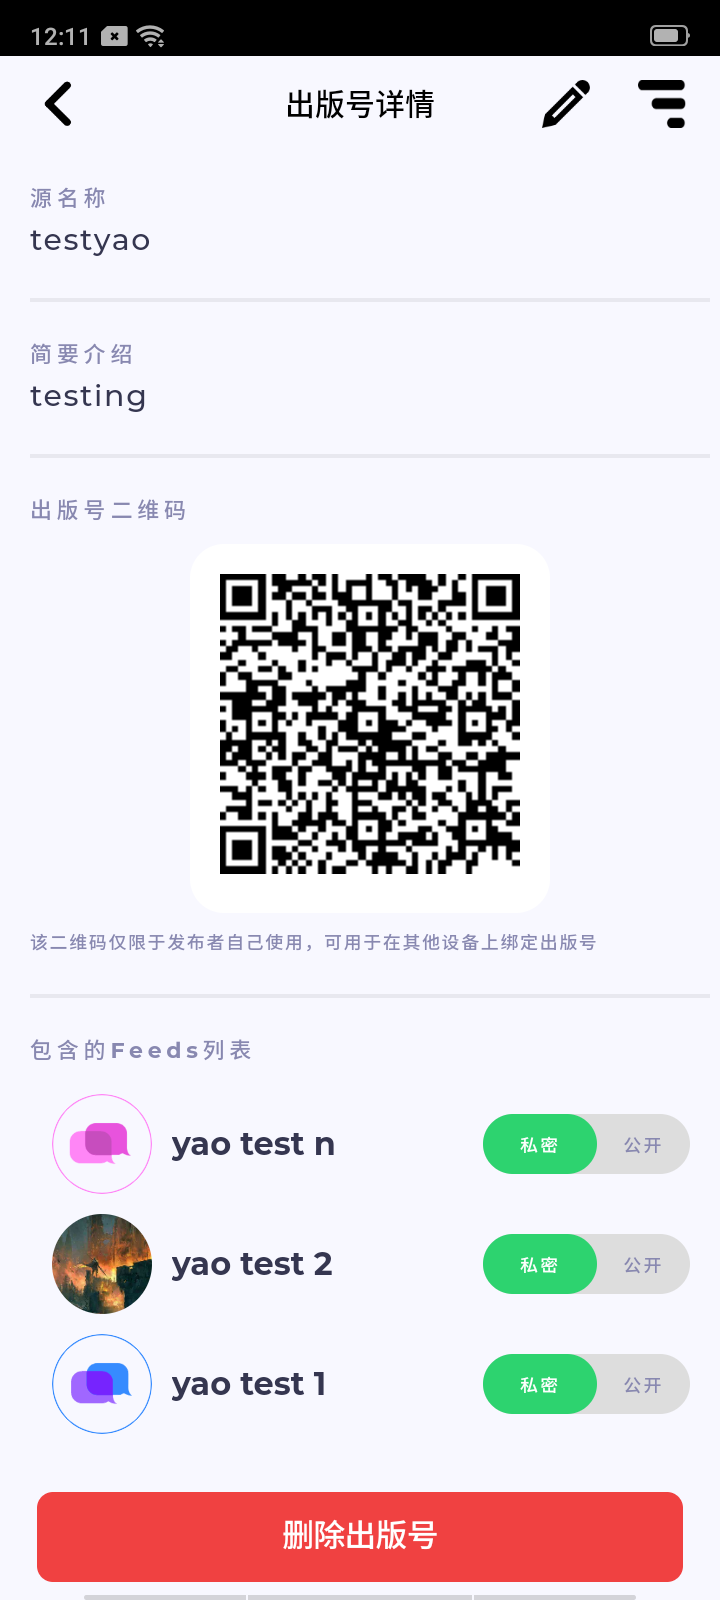 12:11
出版号详情
源名称
testyao
简要介绍
testing
出版号二维码
该二维码仅限于发布者自己使用，可用于在其他设备上绑定出版号
包含的Feeds列表
yao test n 私密 公开
yao test 2 私密 公开
yao test 1 私密 公开
删除出版号